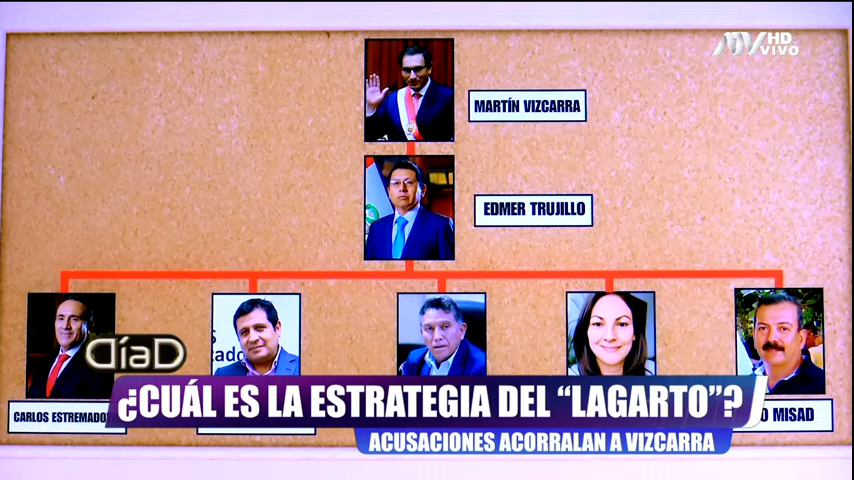 ATV HD
VIVO
MARTÍN VIZCARRA
EDMER TRUJILLO
DíaD
¿CUÁL ES LA ESTRATEGIA DEL “LAGARTO”?
CARLOS ESTREMADO
O MISAD
ACUSACIONES ACORRALAN A VIZCARRA